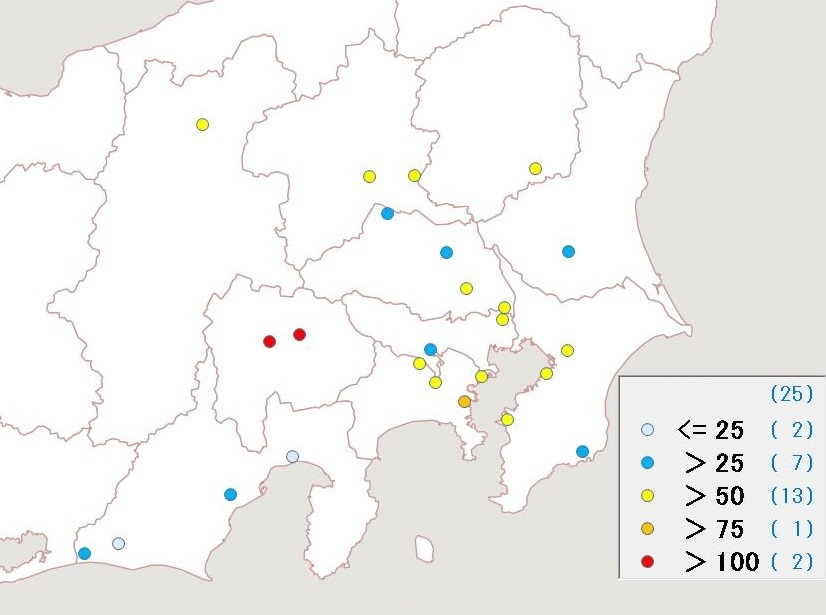 (25)
<= 25 ( 2)
> 25 ( 7)
> 50 (13)
> 75 ( 1)
> 100 ( 2)